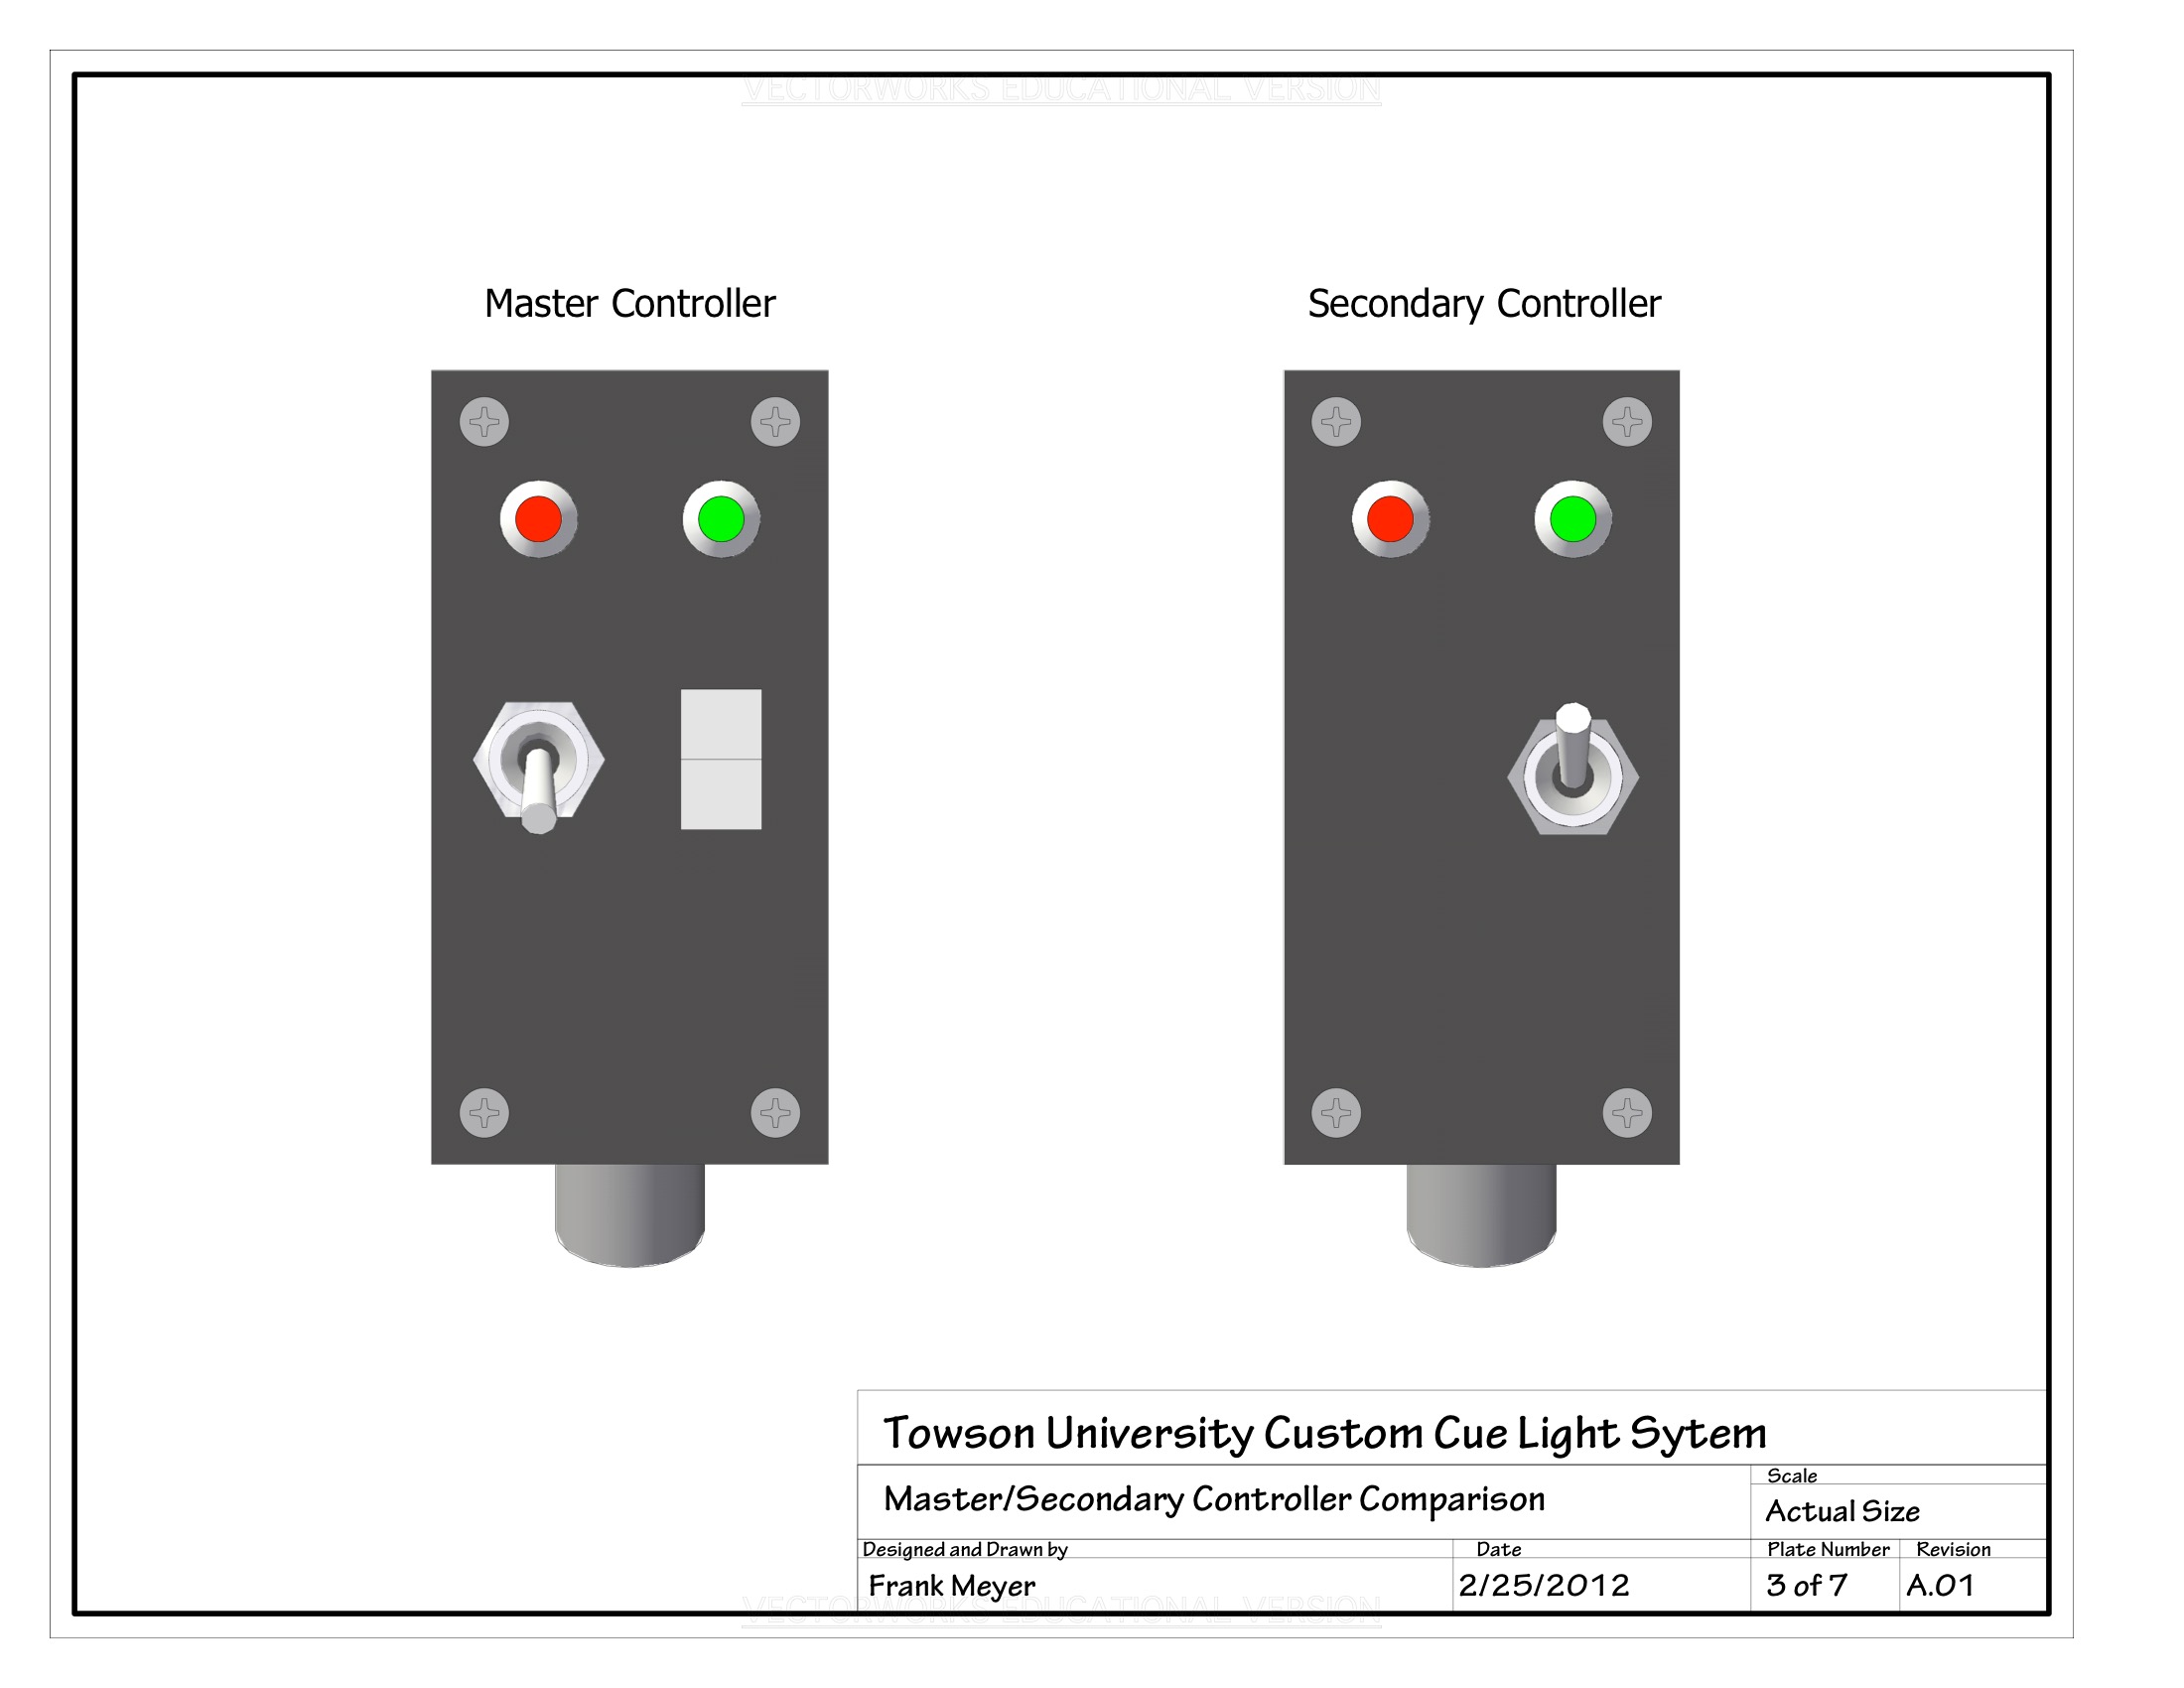 VECTORWORKS EDUCATIONAL VERSION
Master Controller
Secondary Controller
Towson University Custom Cue Light Sytem
Master/Secondary Controller Comparison
Scale
Actual Size
Designed and Drawn by
Frank Meyer
Date
2/25/2012
Plate Number
3 of 7
Revision
A.01
VECTORWORKS EDUCATIONAL VERSION